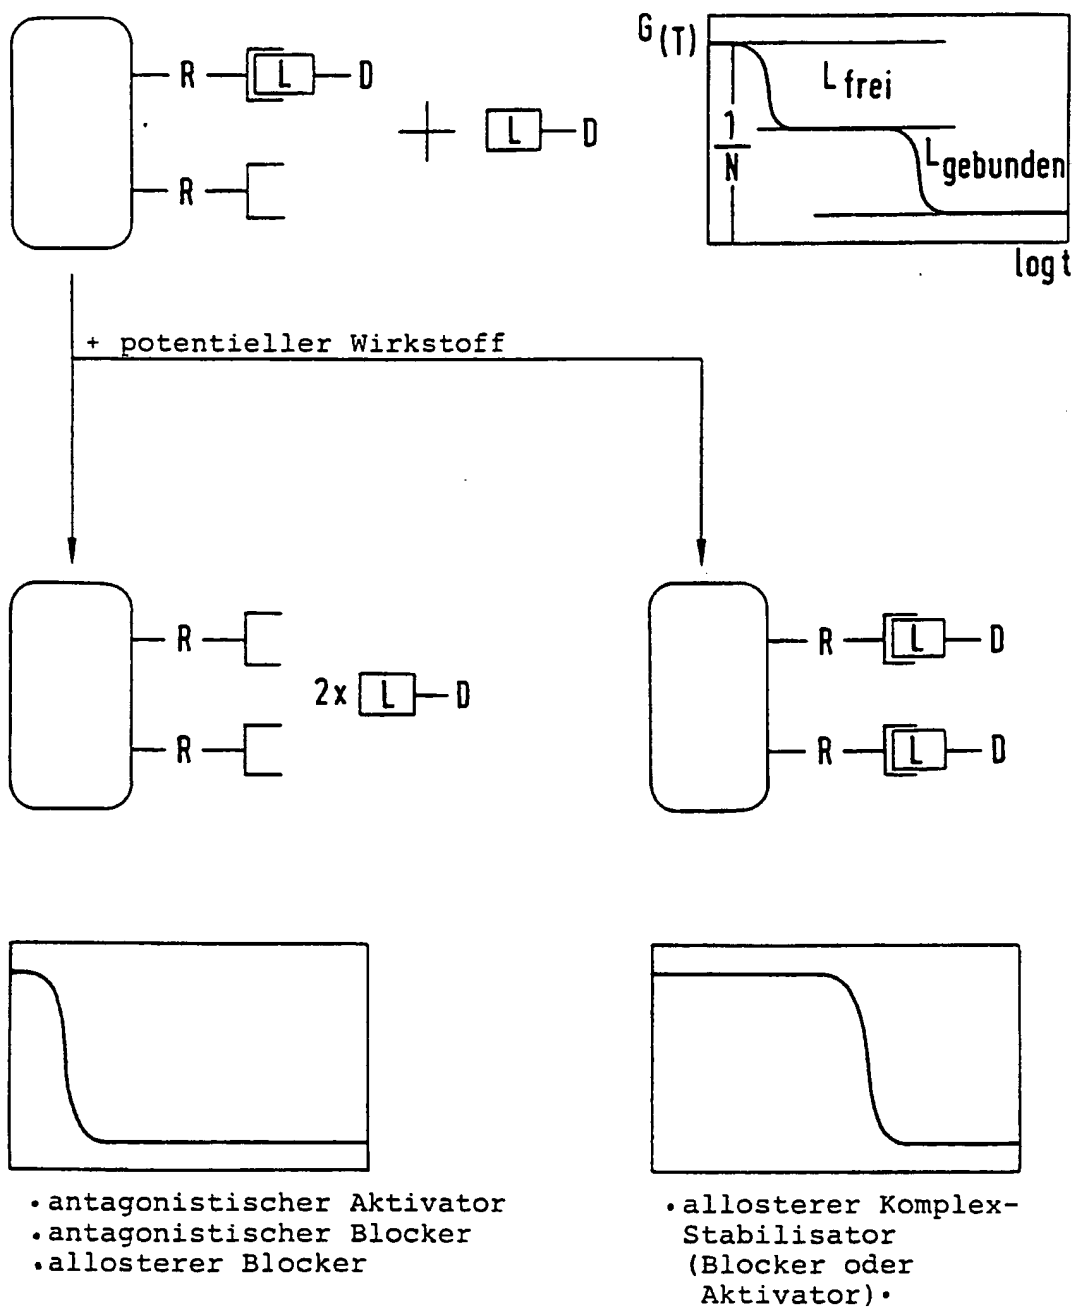 R L D
L D
R
G(T)
L frei
1
N
L gebunden
log t
+ potentieller Wirkstoff
R
2x L D
R
R L D
R L D
• antagonistischer Aktivator
• antagonistischer Blocker
• allosterer Blocker
• allosterer Komplex-
Stabilisator
(Blocker oder
Aktivator) •